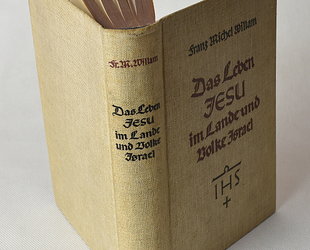 Fr. M. Willam
Das Leben
JESU
im Lande und
Volke
Israel
Franz Michel Willam
Das Leben
JESU
im Lande und
Volke Israel
IHS